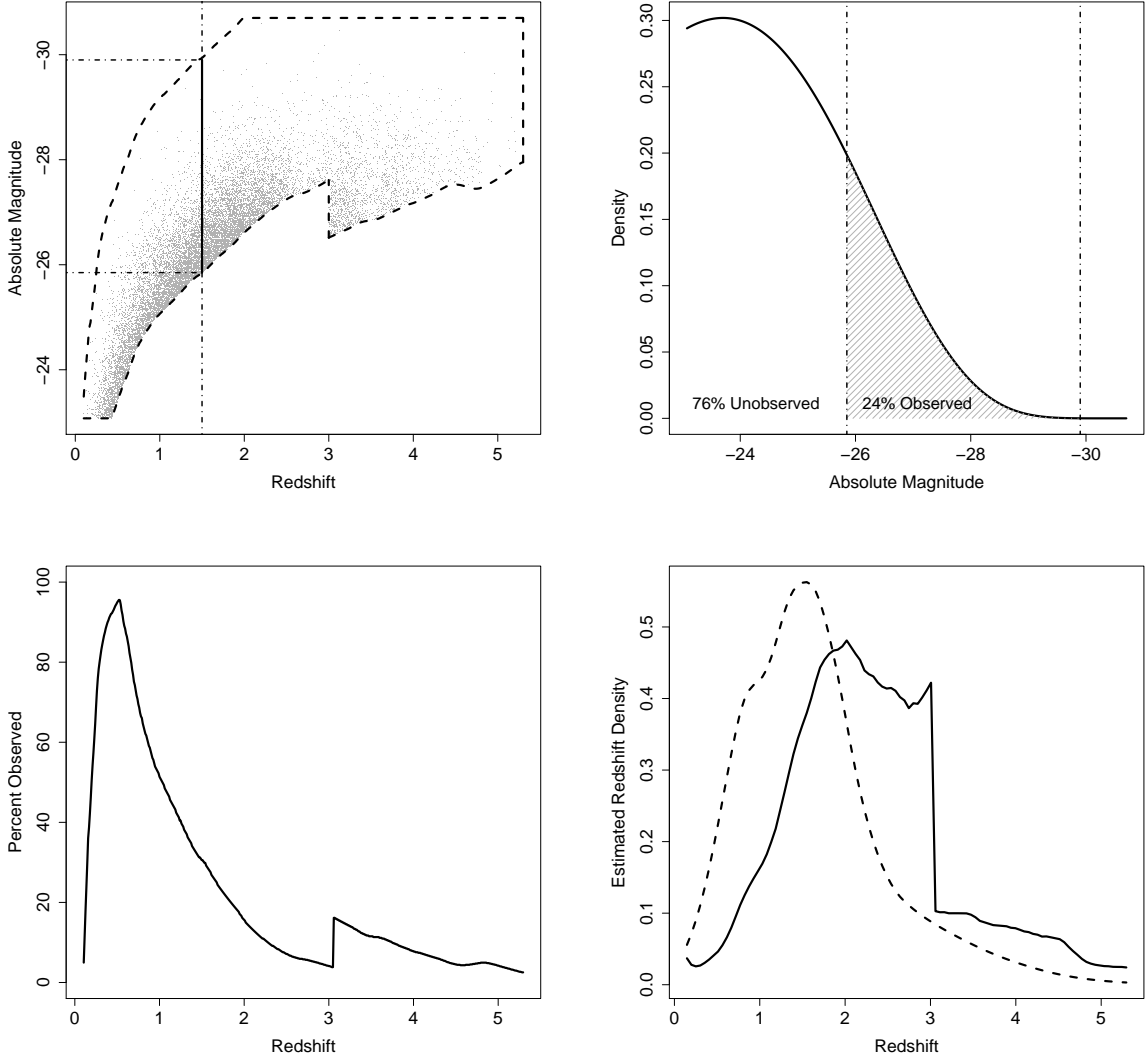 −30
−28
−26
−24
Absolute Magnitude
0 1 2 3 4 5
Redshift
0.30
0.25
0.20
0.15
0.10
0.05
0.00
Density
76% Unobserved
24% Observed
−24 −26 −28 −30
Absolute Magnitude
100
80
60
40
20
0
Percent Observed
0 1 2 3 4 5
Redshift
0.5
0.4
0.3
0.2
0.1
0.0
Estimated Redshift Density
0 1 2 3 4 5
Redshift